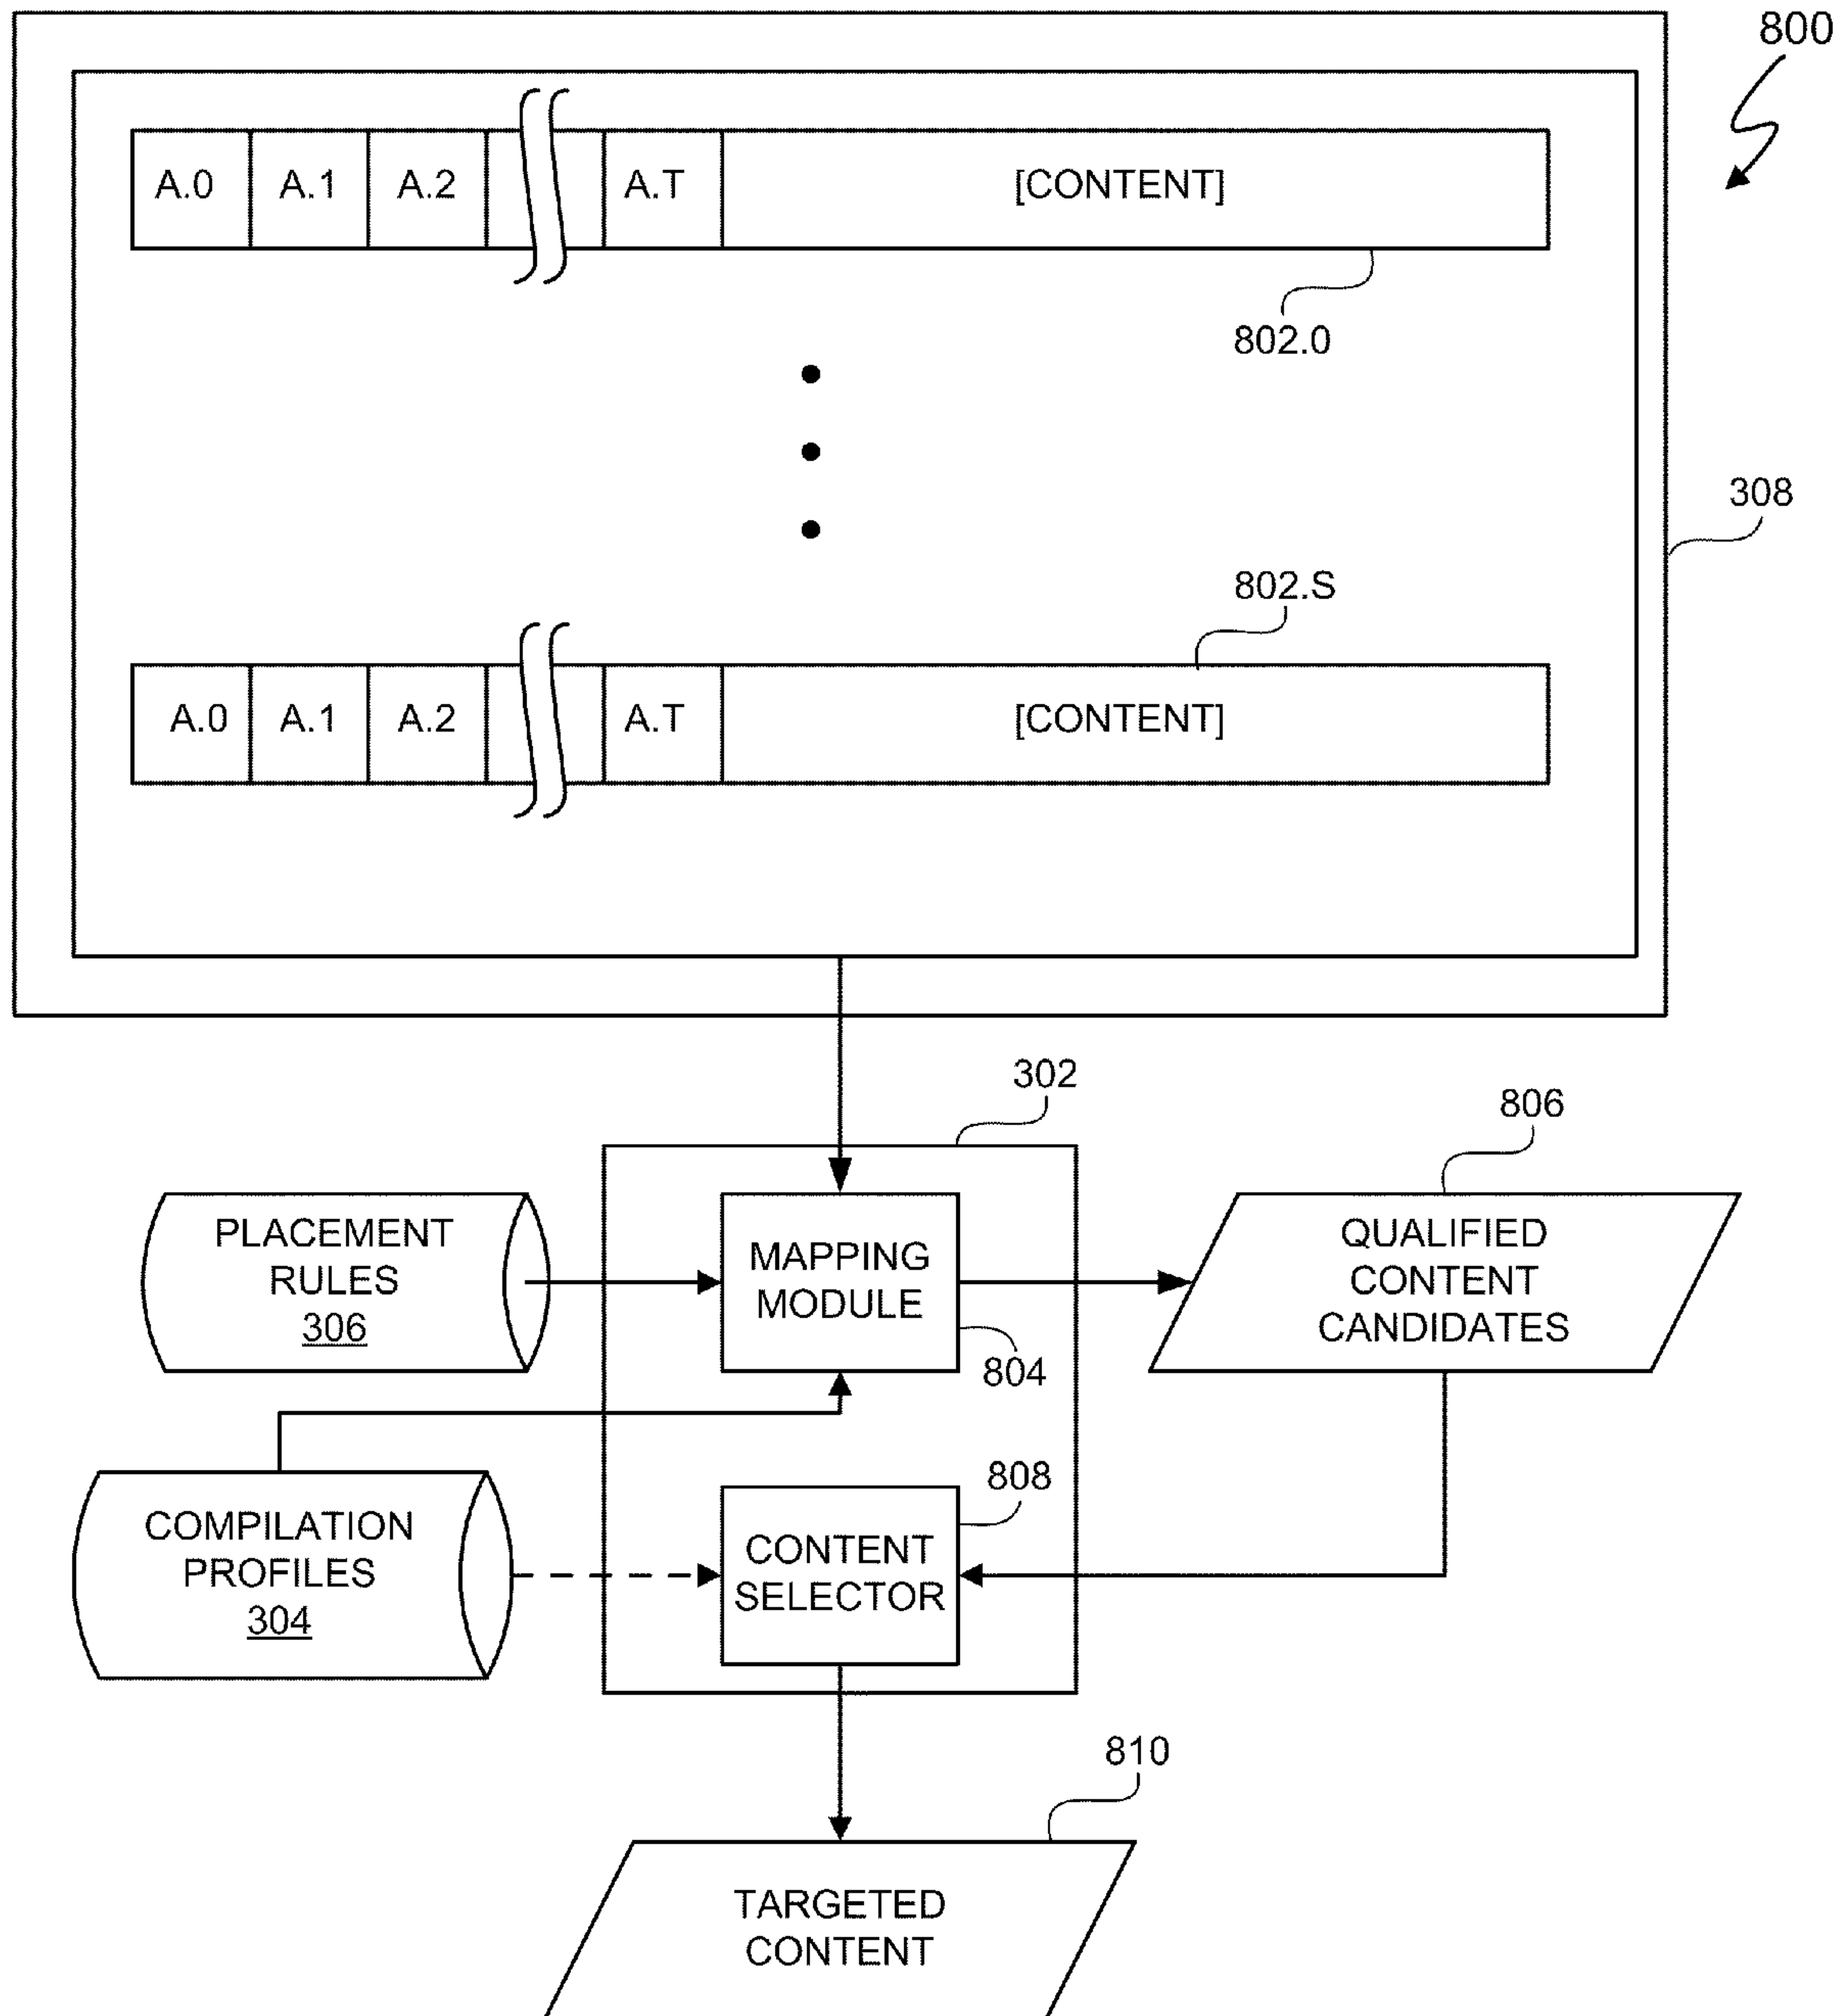 800
A.0 A.1 A.2 A.T [CONTENT]
802.0
308
802.S
A.0 A.1 A.2 A.T [CONTENT]
302
806
PLACEMENT
RULES
306
MAPPING
MODULE
804
QUALIFIED
CONTENT
CANDIDATES
808
COMPILATION
PROFILES
304
CONTENT
SELECTOR
810
TARGETED
CONTENT